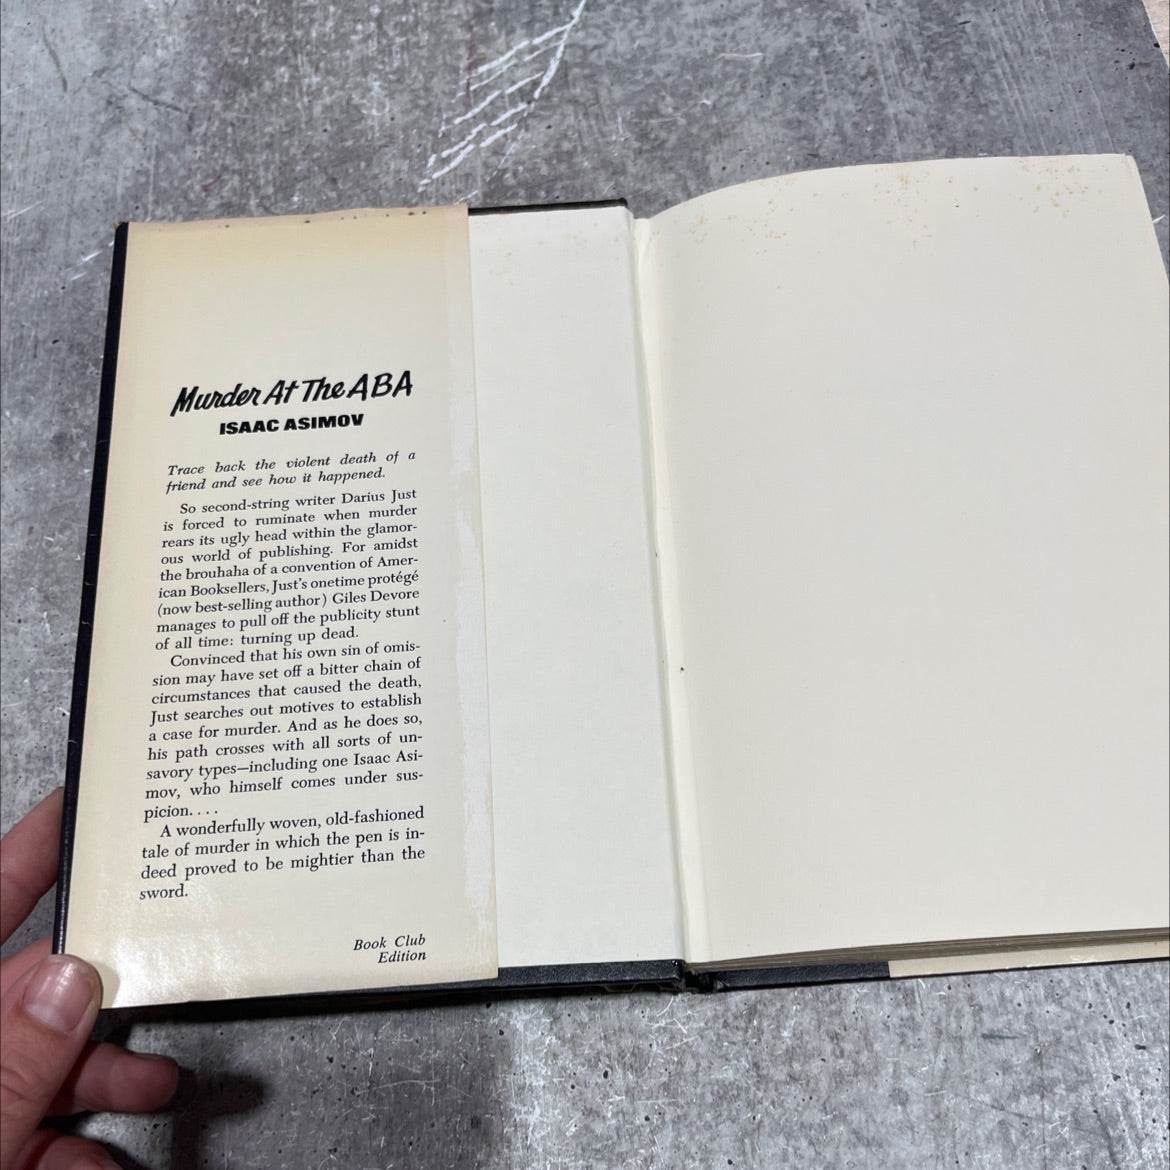 Murder At The ABA
ISAAC ASIMOV
Trace back the violent death of a
friend and see how it happened.
So second-string writer Darius Just
is forced to ruminate when murder
rears its ugly head within the glamor-
ous world of publishing. For amidst
the brouhaha of a convention of Amer-
ican Booksellers, Just's onetime protégé
(now best-selling author) Giles Devore
manages to pull off the publicity stunt
of all time: turning up dead.
Convinced that his own sin of omis-
sion may have set off a bitter chain of
circumstances that caused the death,
Just searches out motives to establish
a case for murder. And as he does so,
his path crosses with all sorts of un-
savory types—including one Isaac Asi-
mov, who himself comes under sus-
picion. . . .
A wonderfully woven, old-fashioned
tale of murder in which the pen is in-
deed proved to be mightier than the
sword.
Book Club
Edition